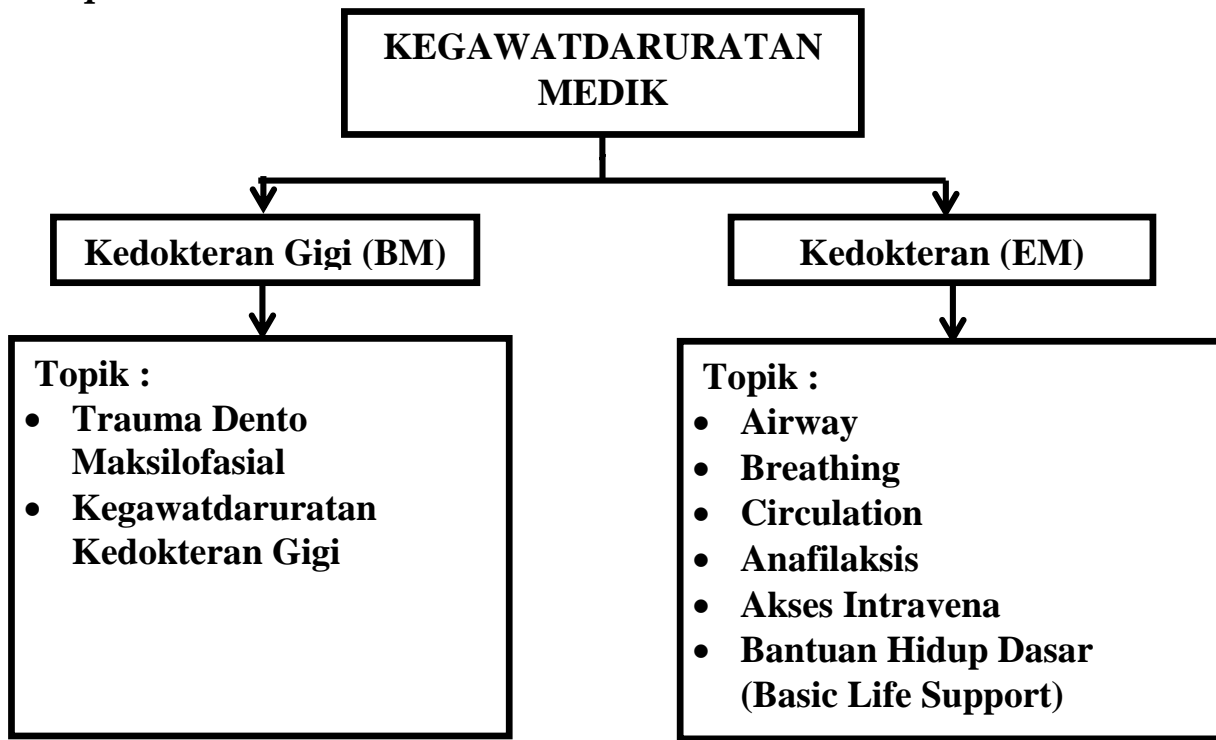 KEGAWATDARURATAN
MEDIK
Kedokteran Gigi (BM)
Kedokteran (EM)
Topik :
• Trauma Dento
Maksilofasial
• Kegawatdaruratan
Kedokteran Gigi
Topik :
• Airway
• Breathing
• Circulation
• Anafilaksis
• Akses Intravena
• Bantuan Hidup Dasar
(Basic Life Support)